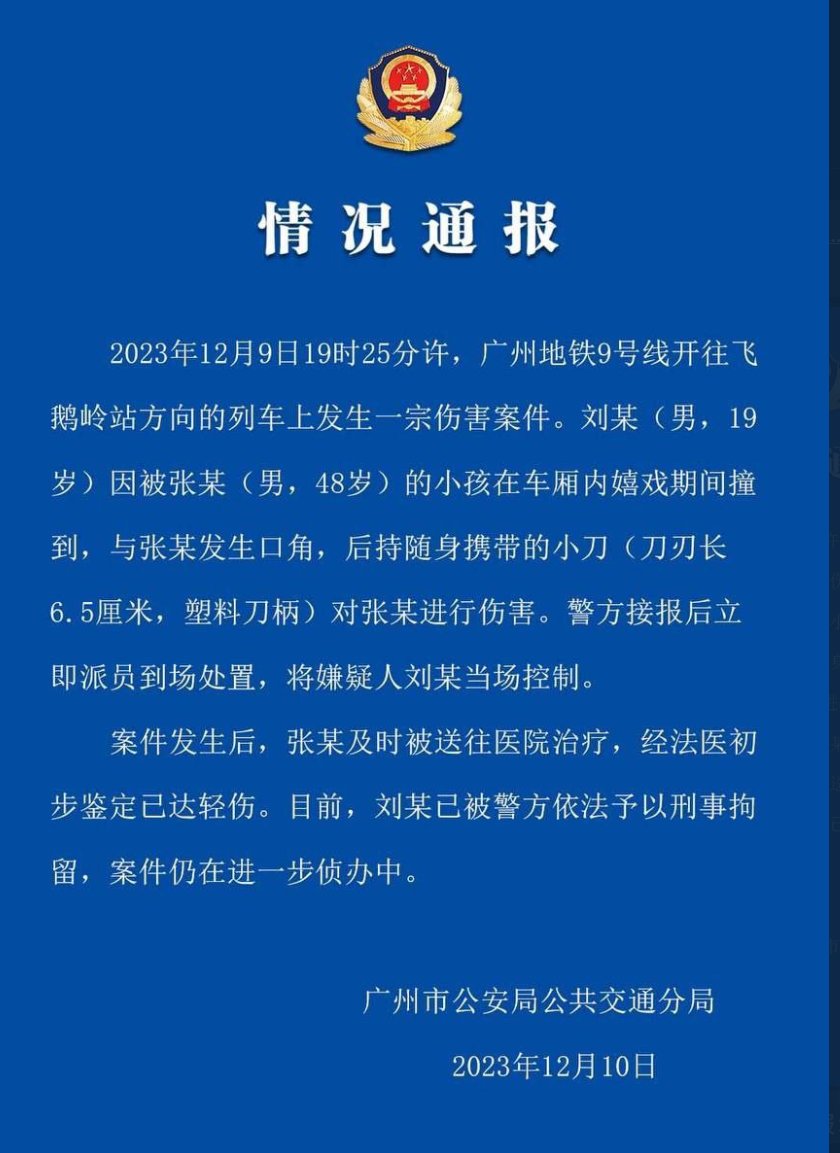 情况通报
2023年12月9日19时25分许，广州地铁9号线开往飞
鹅岭站方向的列车上发生一宗伤害案件。刘某（男，19
岁）因被张某（男，48岁）的小孩在车厢内嬉戏期间撞
到，与张某发生口角，后持随身携带的小刀（刀刃长
6.5厘米，塑料刀柄）对张某进行伤害。警方接报后立
即派员到场处置，将嫌疑人刘某当场控制。
案件发生后，张某及时被送往医院治疗，经法医初
步鉴定已达轻伤。目前，刘某已被警方依法予以刑事拘
留，案件仍在进一步侦办中。
广州市公安局公共交通分局
2023年12月10日